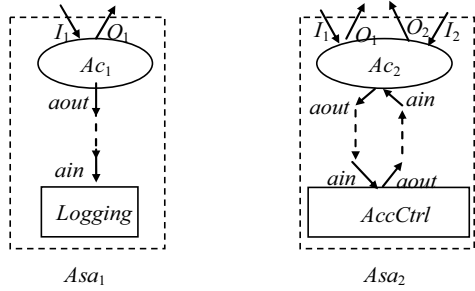 I1 O1
Ac1
aout
ain
Logging
Asa1
I1 O1 O2 I2
Ac2
aout ain
ain aout
AccCtrl
Asa2